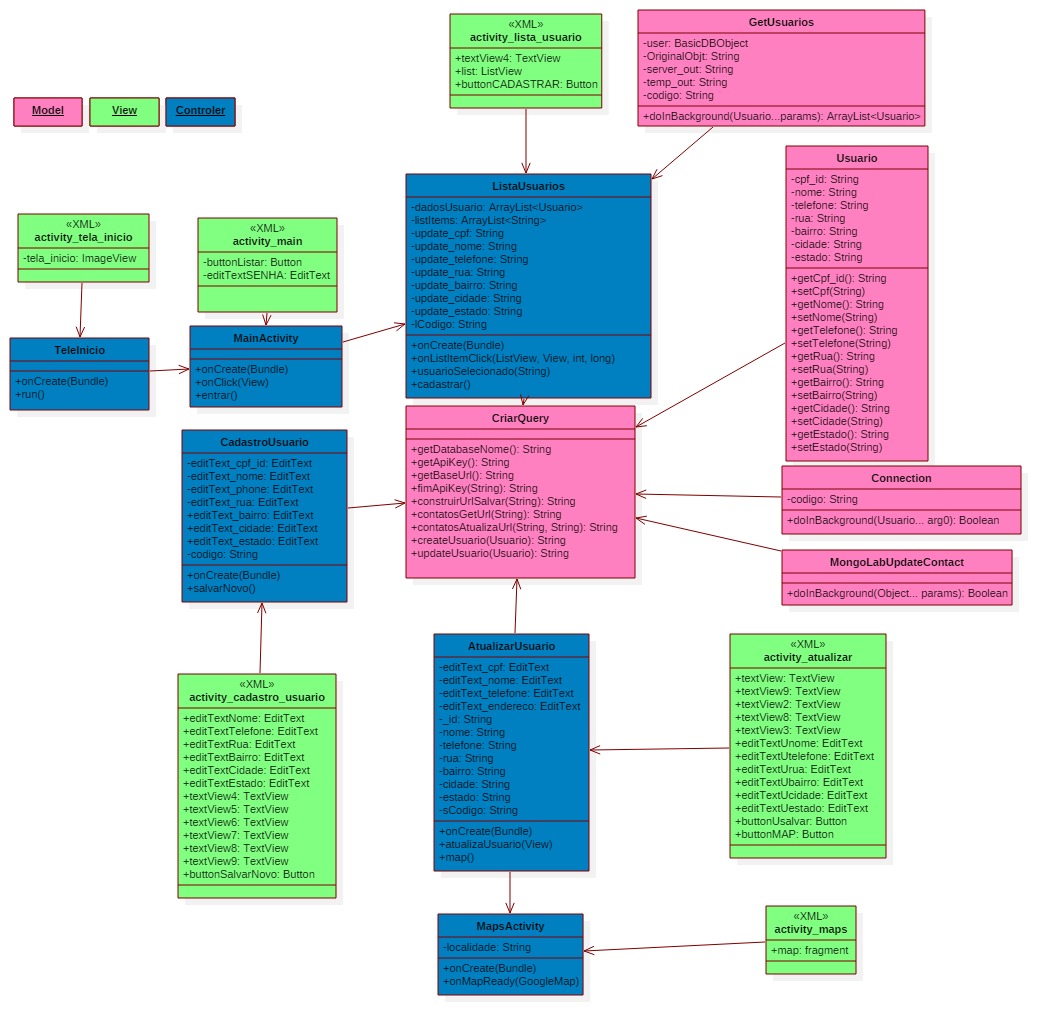 Model
View
Controler
«XML»
activity_lista_usuario
+textView4: TextView
+list: ListView
+buttonCADASTRAR: Button
GetUsuarios
-user: BasicDBObject
-OriginalObjt: String
-server_out: String
-temp_out: String
-codigo: String
+doInBackground(Usuario...params): ArrayList<Usuario>
Usuario
-cpf_id: String
-nome: String
-telefone: String
-rua: String
-bairro: String
-cidade: String
-estado: String
+getCpf_id(): String
+setCpf(String)
+getNome(): String
+setNome(String)
+getTelefone(): String
+setTelefone(String)
+getRua(): String
+setRua(String)
+getBairro(): String
+setBairro(String)
+getCidade(): String
+setCidade(String)
+getEstado(): String
+setEstado(String)
ListaUsuarios
-dadosUsuario: ArrayList<Usuario>
-listItems: ArrayList<String>
-update_cpf: String
-update_nome: String
-update_telefone: String
-update_rua: String
-update_bairro: String
-update_cidade: String
-update_estado: String
-lCodigo: String
+onCreate(Bundle)
+onListItemClick(ListView, View, int, long)
+usuarioSelecionado(String)
+cadastrar()
«XML»
activity_tela_inicio
-tela_inicio: ImageView
«XML»
activity_main
-buttonListar: Button
-editTextSENHA: EditText
TeleInicio
+onCreate(Bundle)
+run()
MainActivity
+onCreate(Bundle)
+onClick(View)
+entrar()
CriarQuery
+getDatabaseNome(): String
+getApiKey(): String
+getBaseUrl(): String
+fimApiKey(String): String
+construirUrlSalvar(String): String
+contatosGetUrl(String): String
+contatosAtualizaUrl(String, String): String
+createUsuario(Usuario): String
+updateUsuario(Usuario): String
CadastroUsuario
-editText_cpf_id: EditText
-editText_nome: EditText
-editText_phone: EditText
-editText_rua: EditText
+editText_bairro: EditText
+editText_cidade: EditText
+editText_estado: EditText
-codigo: String
+onCreate(Bundle)
+salvarNovo()
Connection
-codigo: String
+doInBackground(Usuario... arg0): Boolean
MongoLabUpdateContact
+doInBackground(Object... params): Boolean
«XML»
activity_cadastro_usuario
+editTextNome: EditText
+editTextTelefone: EditText
+editTextRua: EditText
+editTextBairro: EditText
+editTextCidade: EditText
+editTextEstado: EditText
+textView4: TextView
+textView5: TextView
+textView6: TextView
+textView7: TextView
+textView8: TextView
+textView9: TextView
+buttonSalvarNovo: Button
AtualizarUsuario
-editText_cpf: EditText
-editText_nome: EditText
-editText_telefone: EditText
-editText_endereco: EditText
-_id: String
-nome: String
-telefone: String
-rua: String
-bairro: String
-cidade: String
-estado: String
-sCodigo: String
+onCreate(Bundle)
+atualizaUsuario(View)
+map()
«XML»
activity_atualizar
+textView: TextView
+textView9: TextView
+textView2: TextView
+textView8: TextView
+textView3: TextView
+editTextUnome: EditText
+editTextUtelefone: EditText
+editTextUrua: EditText
+editTextUbairro: EditText
+editTextUcidade: EditText
+editTextUestado: EditText
+buttonUsalvar: Button
+buttonMAP: Button
MapsActivity
-localidade: String
+onCreate(Bundle)
+onMapReady(GoogleMap)
«XML»
activity_maps
+map: fragment